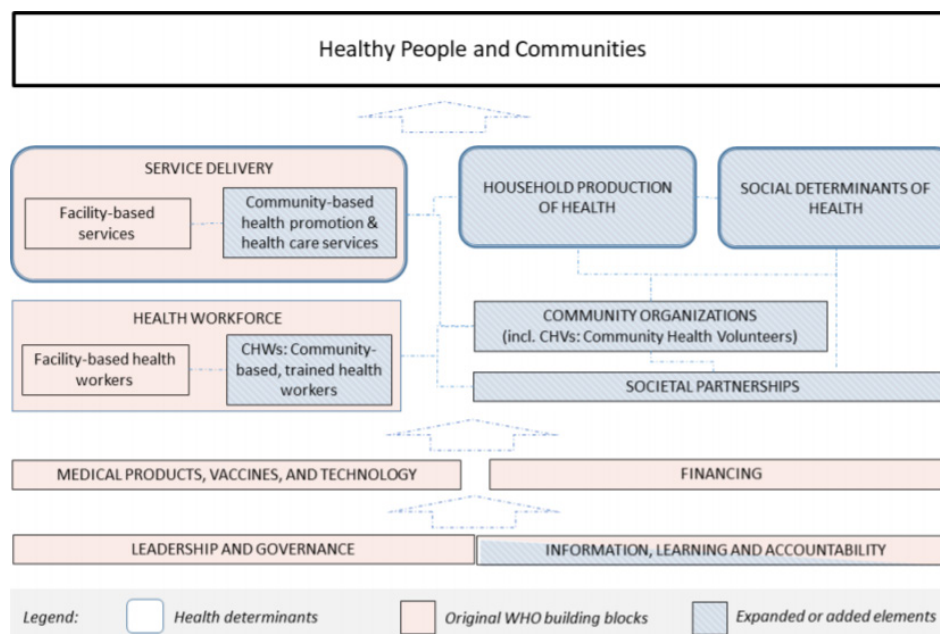 Healthy People and Communities
SERVICE DELIVERY
Facility-based
services
Community-based
health promotion &
health care services
HOUSEHOLD PRODUCTION
OF HEALTH
SOCIAL DETERMINANTS OF
HEALTH
HEALTH WORKFORCE
Facility-based health
workers
CHWs: Community-
based, trained health
workers
COMMUNITY ORGANIZATIONS
(incl. CHVs: Community Health Volunteers)
SOCIETAL PARTNERSHIPS
MEDICAL PRODUCTS, VACCINES, AND TECHNOLOGY
FINANCING
LEADERSHIP AND GOVERNANCE
INFORMATION, LEARNING AND ACCOUNTABILITY
Legend:
Health determinants
Original WHO building blocks
Expanded or added elements